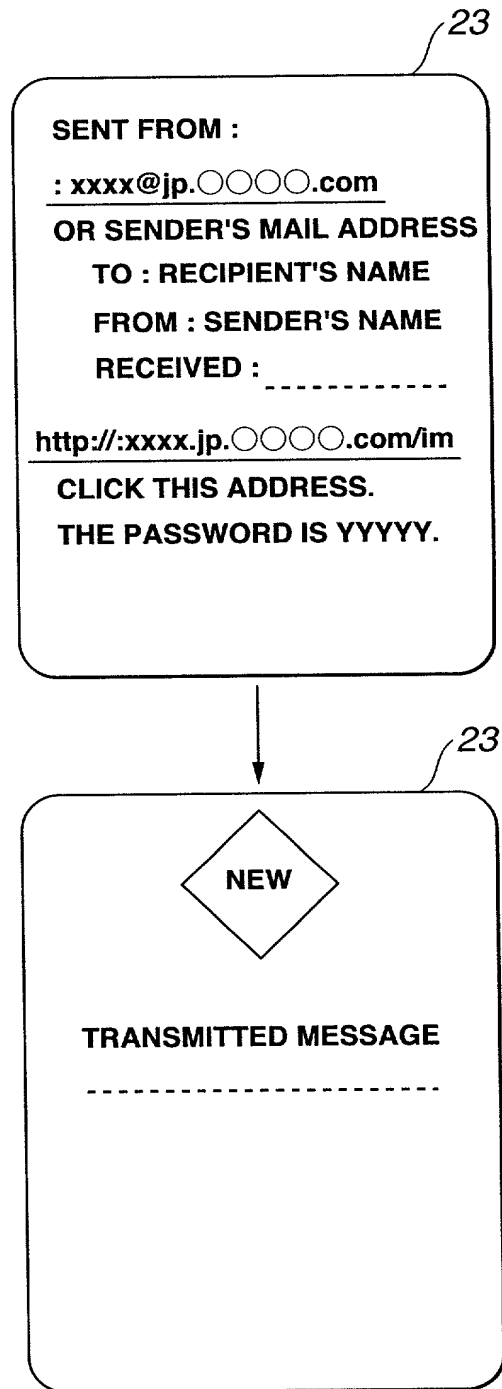 23
SENT FROM :
: xxxx@jp.○○○○.com
OR SENDER'S MAIL ADDRESS
TO : RECIPIENT'S NAME
FROM : SENDER'S NAME
RECEIVED :
http://:xxxx.jp.○○○○.com/im
CLICK THIS ADDRESS.
THE PASSWORD IS YYYYY.
23
NEW
TRANSMITTED MESSAGE